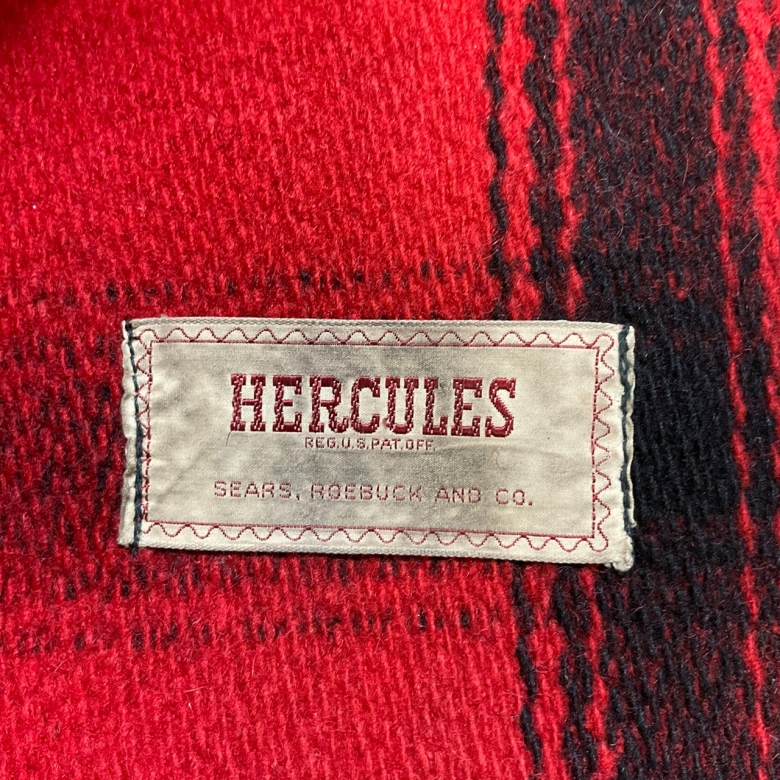 HERCULES
REG.U.S.PAT.OFF.
SEARS, ROEBUCK AND CO.